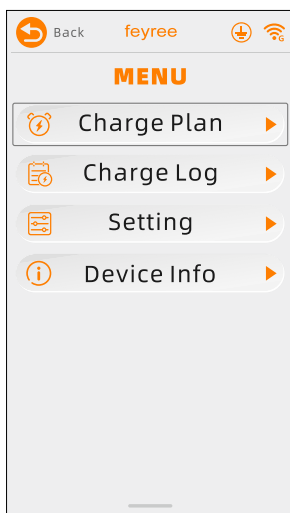 Back feyree G
MENU
Charge Plan
Charge Log
Setting
Device Info